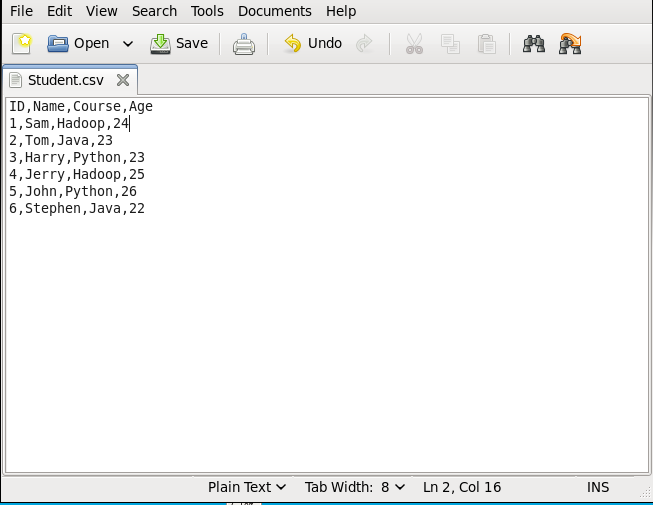 File Edit View Search Tools Documents Help
Open Save Undo
Student.csv
ID,Name,Course,Age
1,Sam,Hadoop,24
2,Tom,Java,23
3,Harry,Python,23
4,Jerry,Hadoop,25
5,John,Python,26
6,Stephen,Java,22
Plain Text Tab Width: 8 Ln 2, Col 16 INS